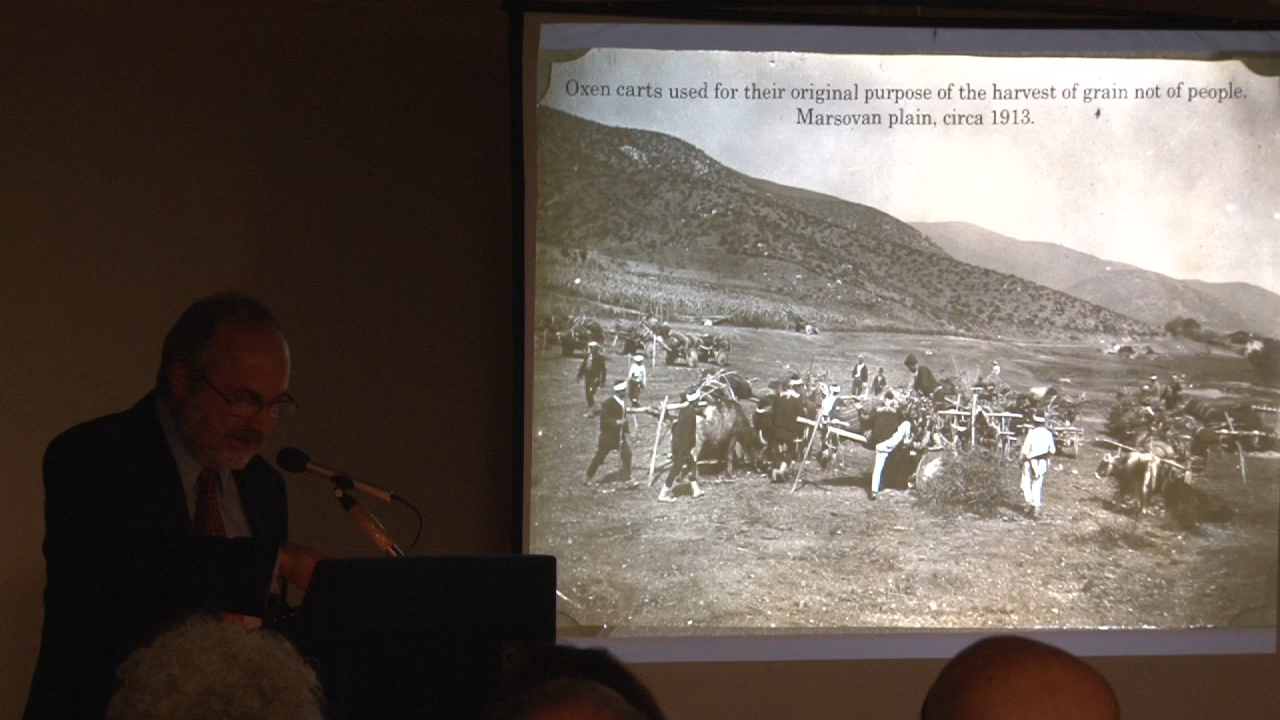 Oxen carts used for their original purpose of the harvest of grain not of people.
Marsovan plain, circa 1913.